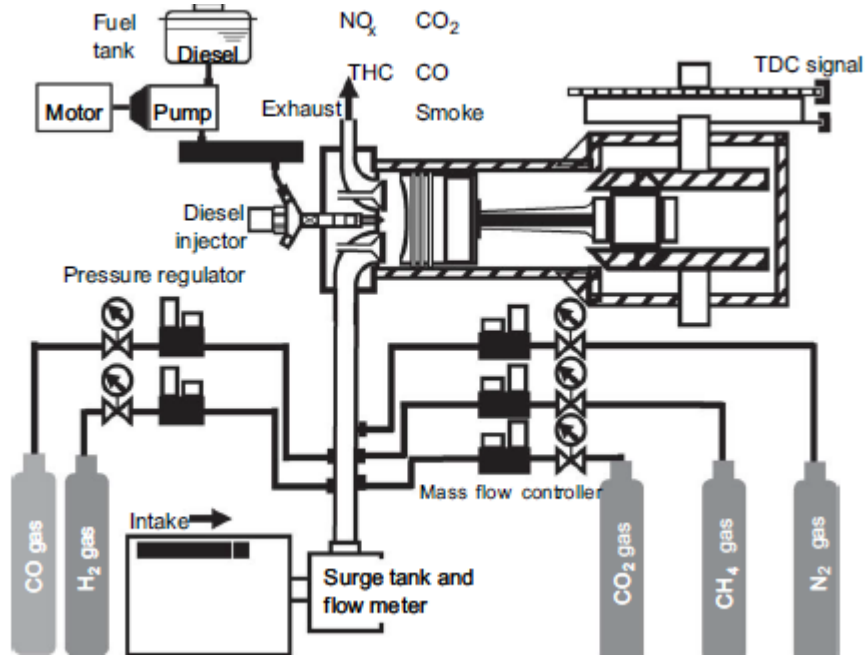 Fuel
tank
Diesel
NOx CO2
THC CO
Smoke
TDC signal
Motor
Pump
Exhaust
Diesel
injector
Pressure regulator
Mass flow controller
Intake
Surge tank and
flow meter
CO gas
H2 gas
CO2 gas
CH4 gas
N2 gas